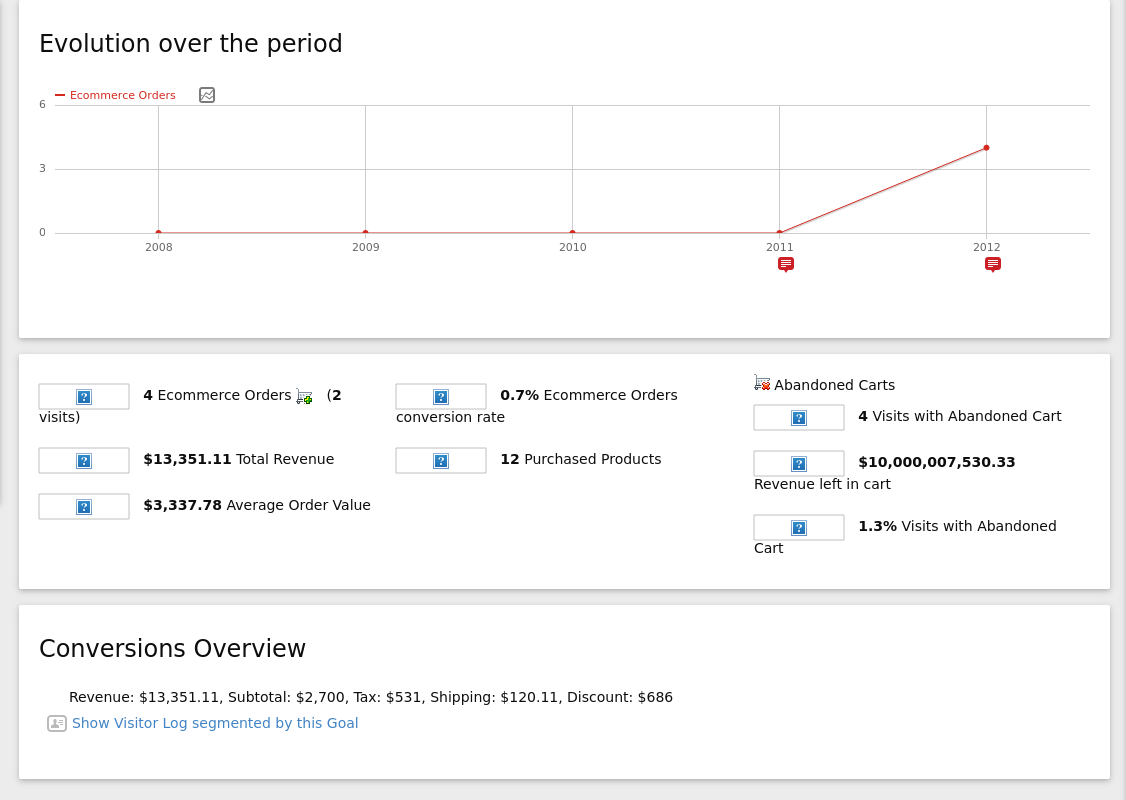 Evolution over the period
Ecommerce Orders
6
3
0
2008 2009 2010 2011 2012
4 Ecommerce Orders (2
visits)
$13,351.11 Total Revenue
$3,337.78 Average Order Value
0.7% Ecommerce Orders
conversion rate
12 Purchased Products
Abandoned Carts
4 Visits with Abandoned Cart
$10,000,007,530.33
Revenue left in cart
1.3% Visits with Abandoned
Cart
Conversions Overview
Revenue: $13,351.11, Subtotal: $2,700, Tax: $531, Shipping: $120.11, Discount: $686
Show Visitor Log segmented by this Goal